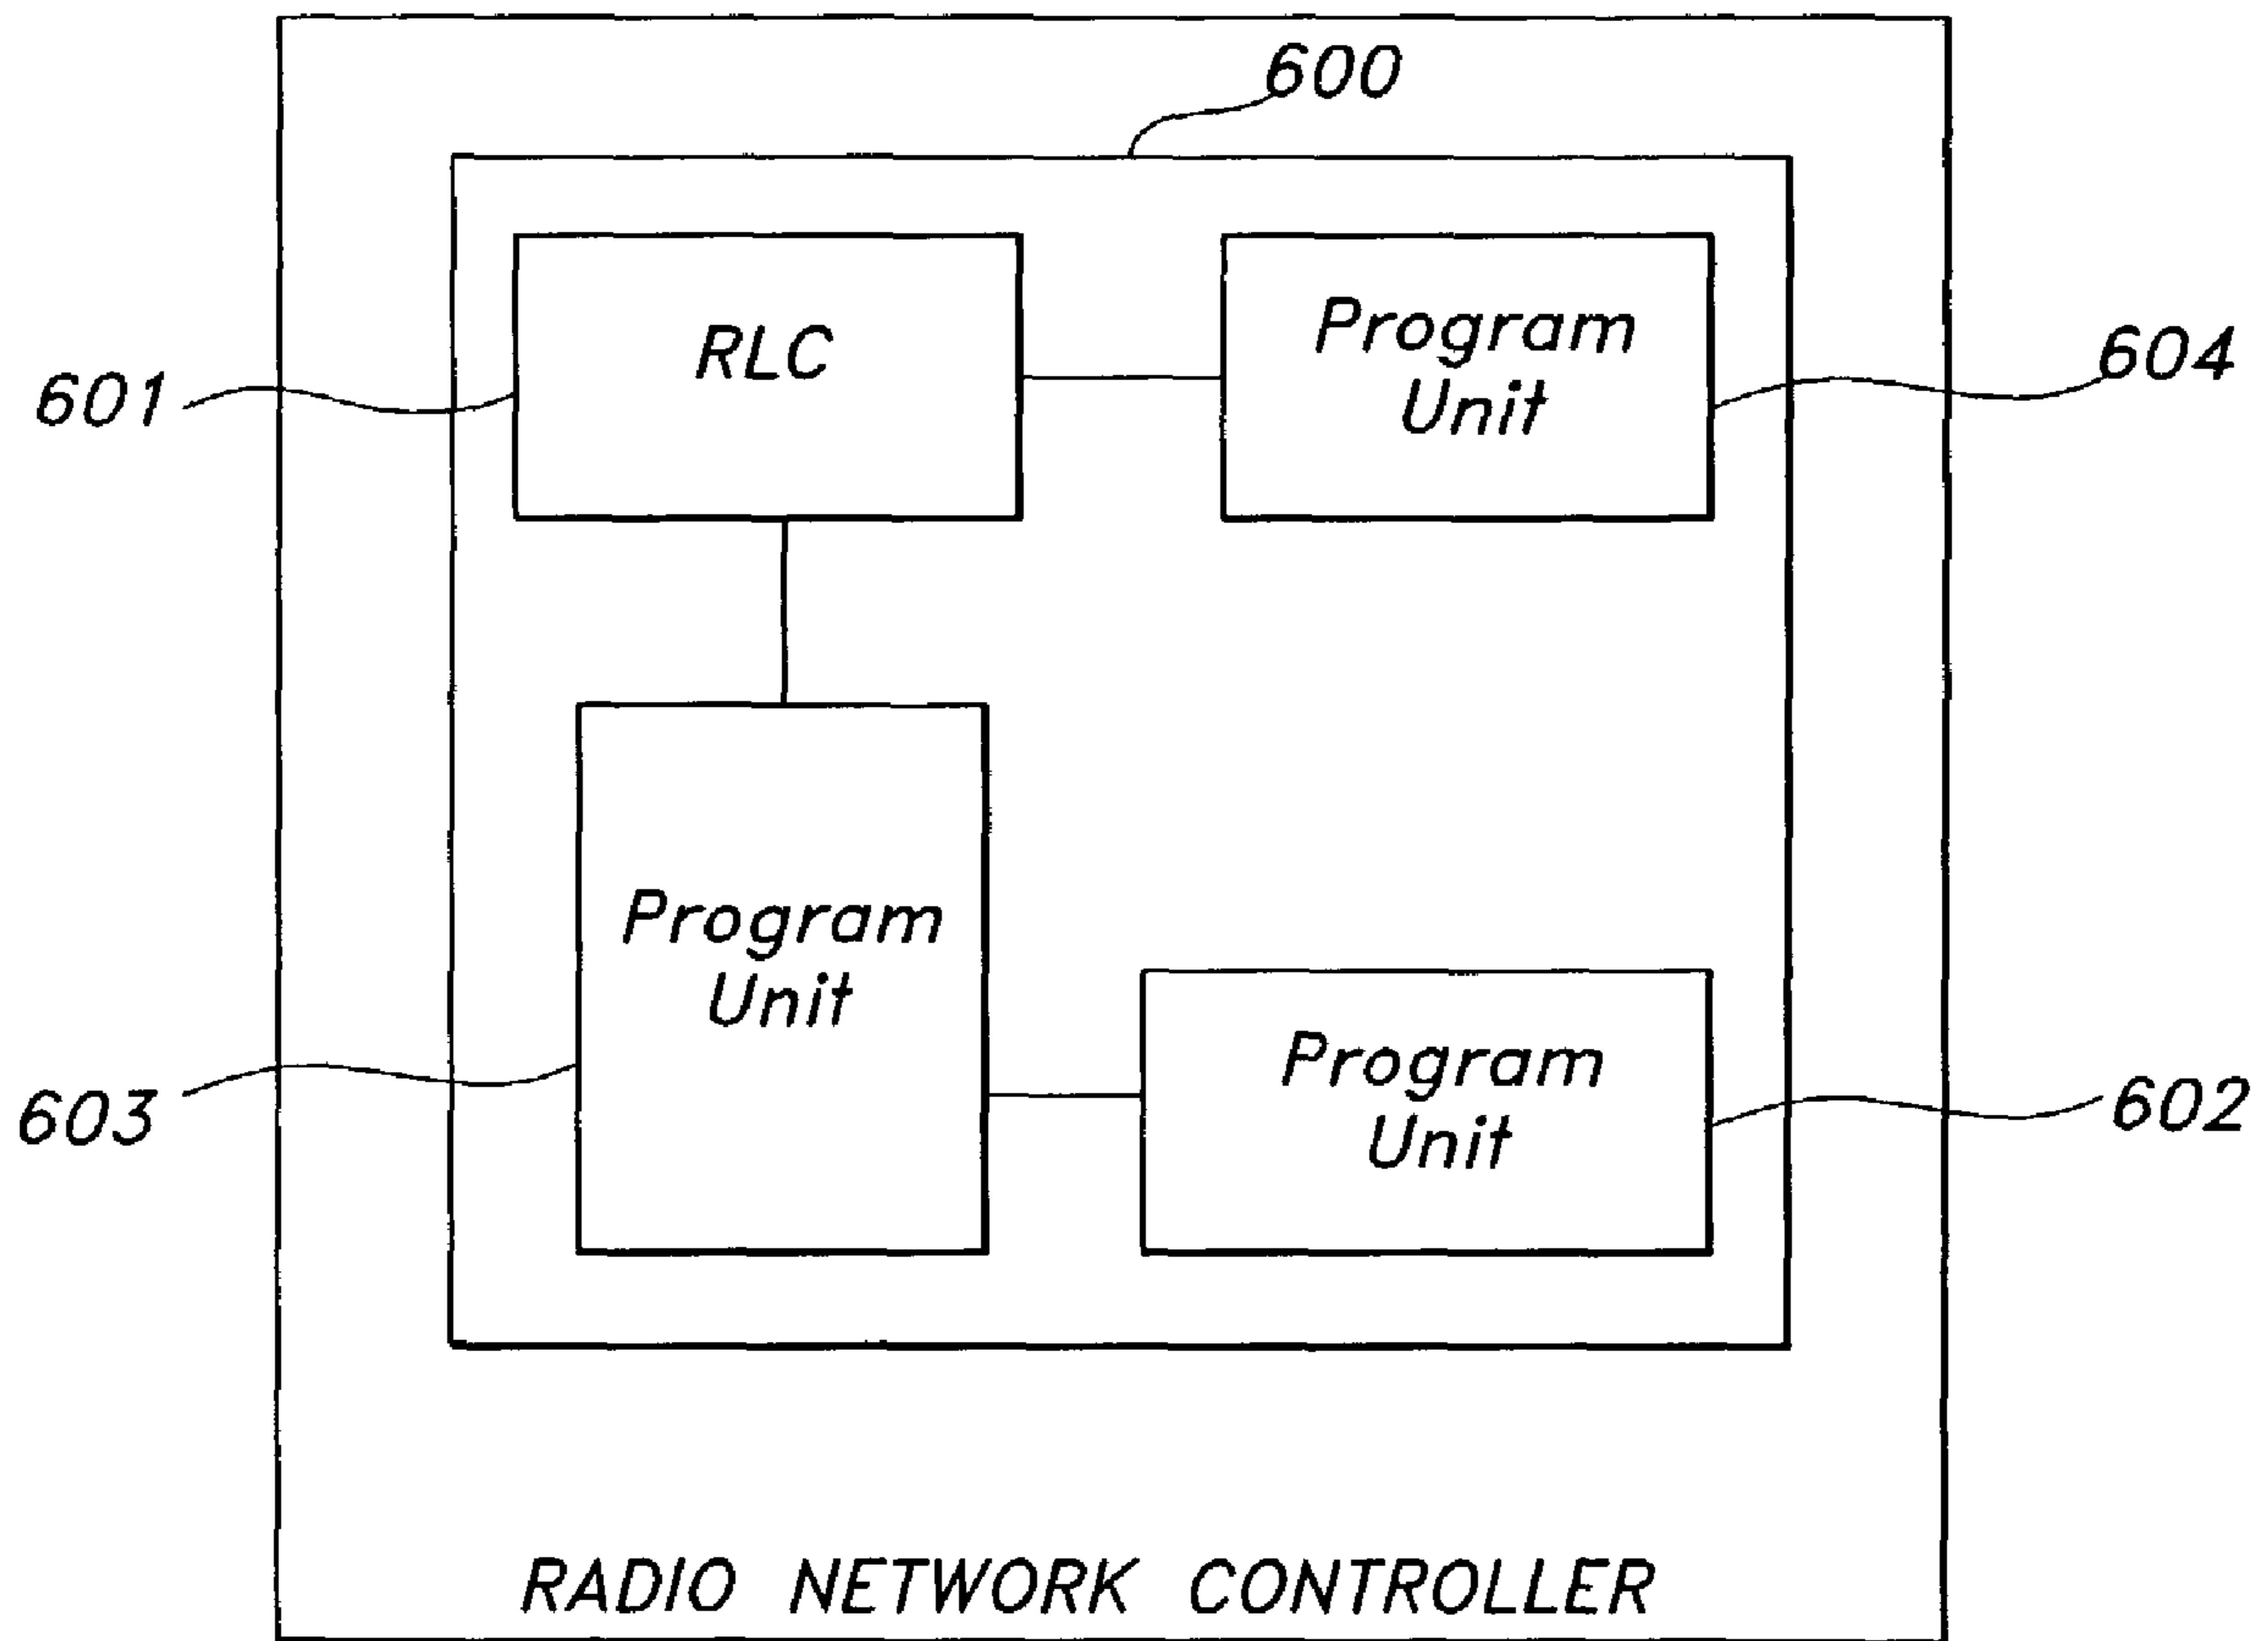 600
RLC
Program
Unit
601
604
Program
Unit
Program
Unit
603
602
RADIO NETWORK CONTROLLER